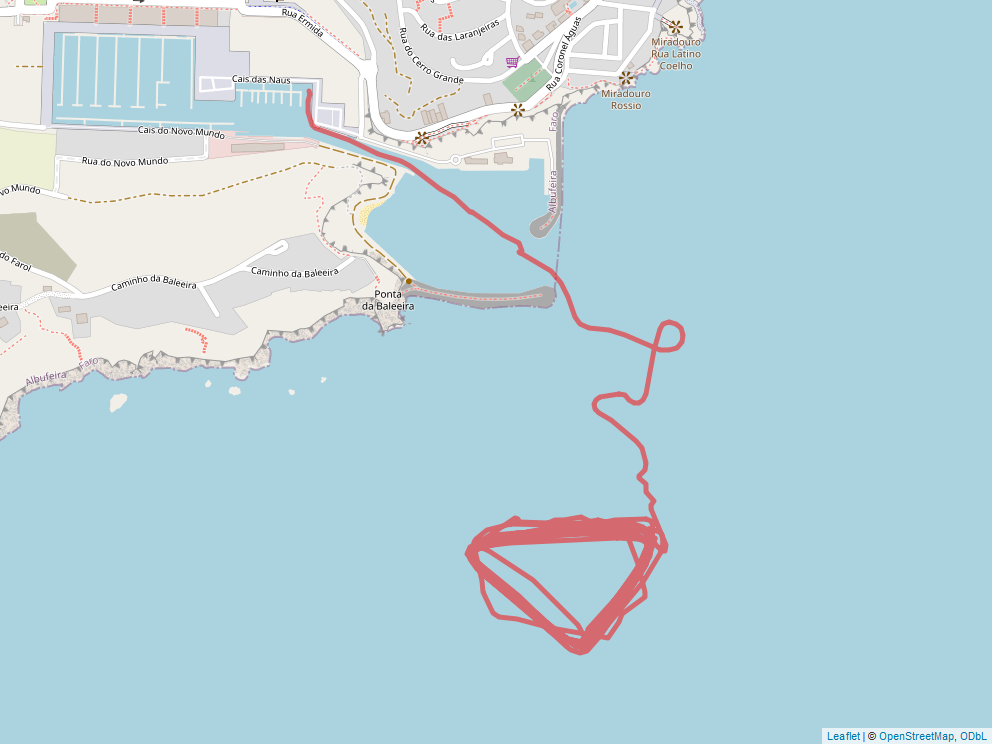 Rua Ermida
Rua das Laranjeiras
Rua do Cerro Grande
Rua Coronel Águas
Miradouro
Rua Latino
Coelho
Miradouro
Rossio
Cais das Naus
Cais do Novo Mundo
Rua do Novo Mundo
ovo Mundo
Faro
Albufeira
do Farol
Caminho da Baleeira
Caminho da Baleeira
eeira
Ponta
da Baleeira
Albufeira
Faro
Leaflet | © OpenStreetMap, ODbL